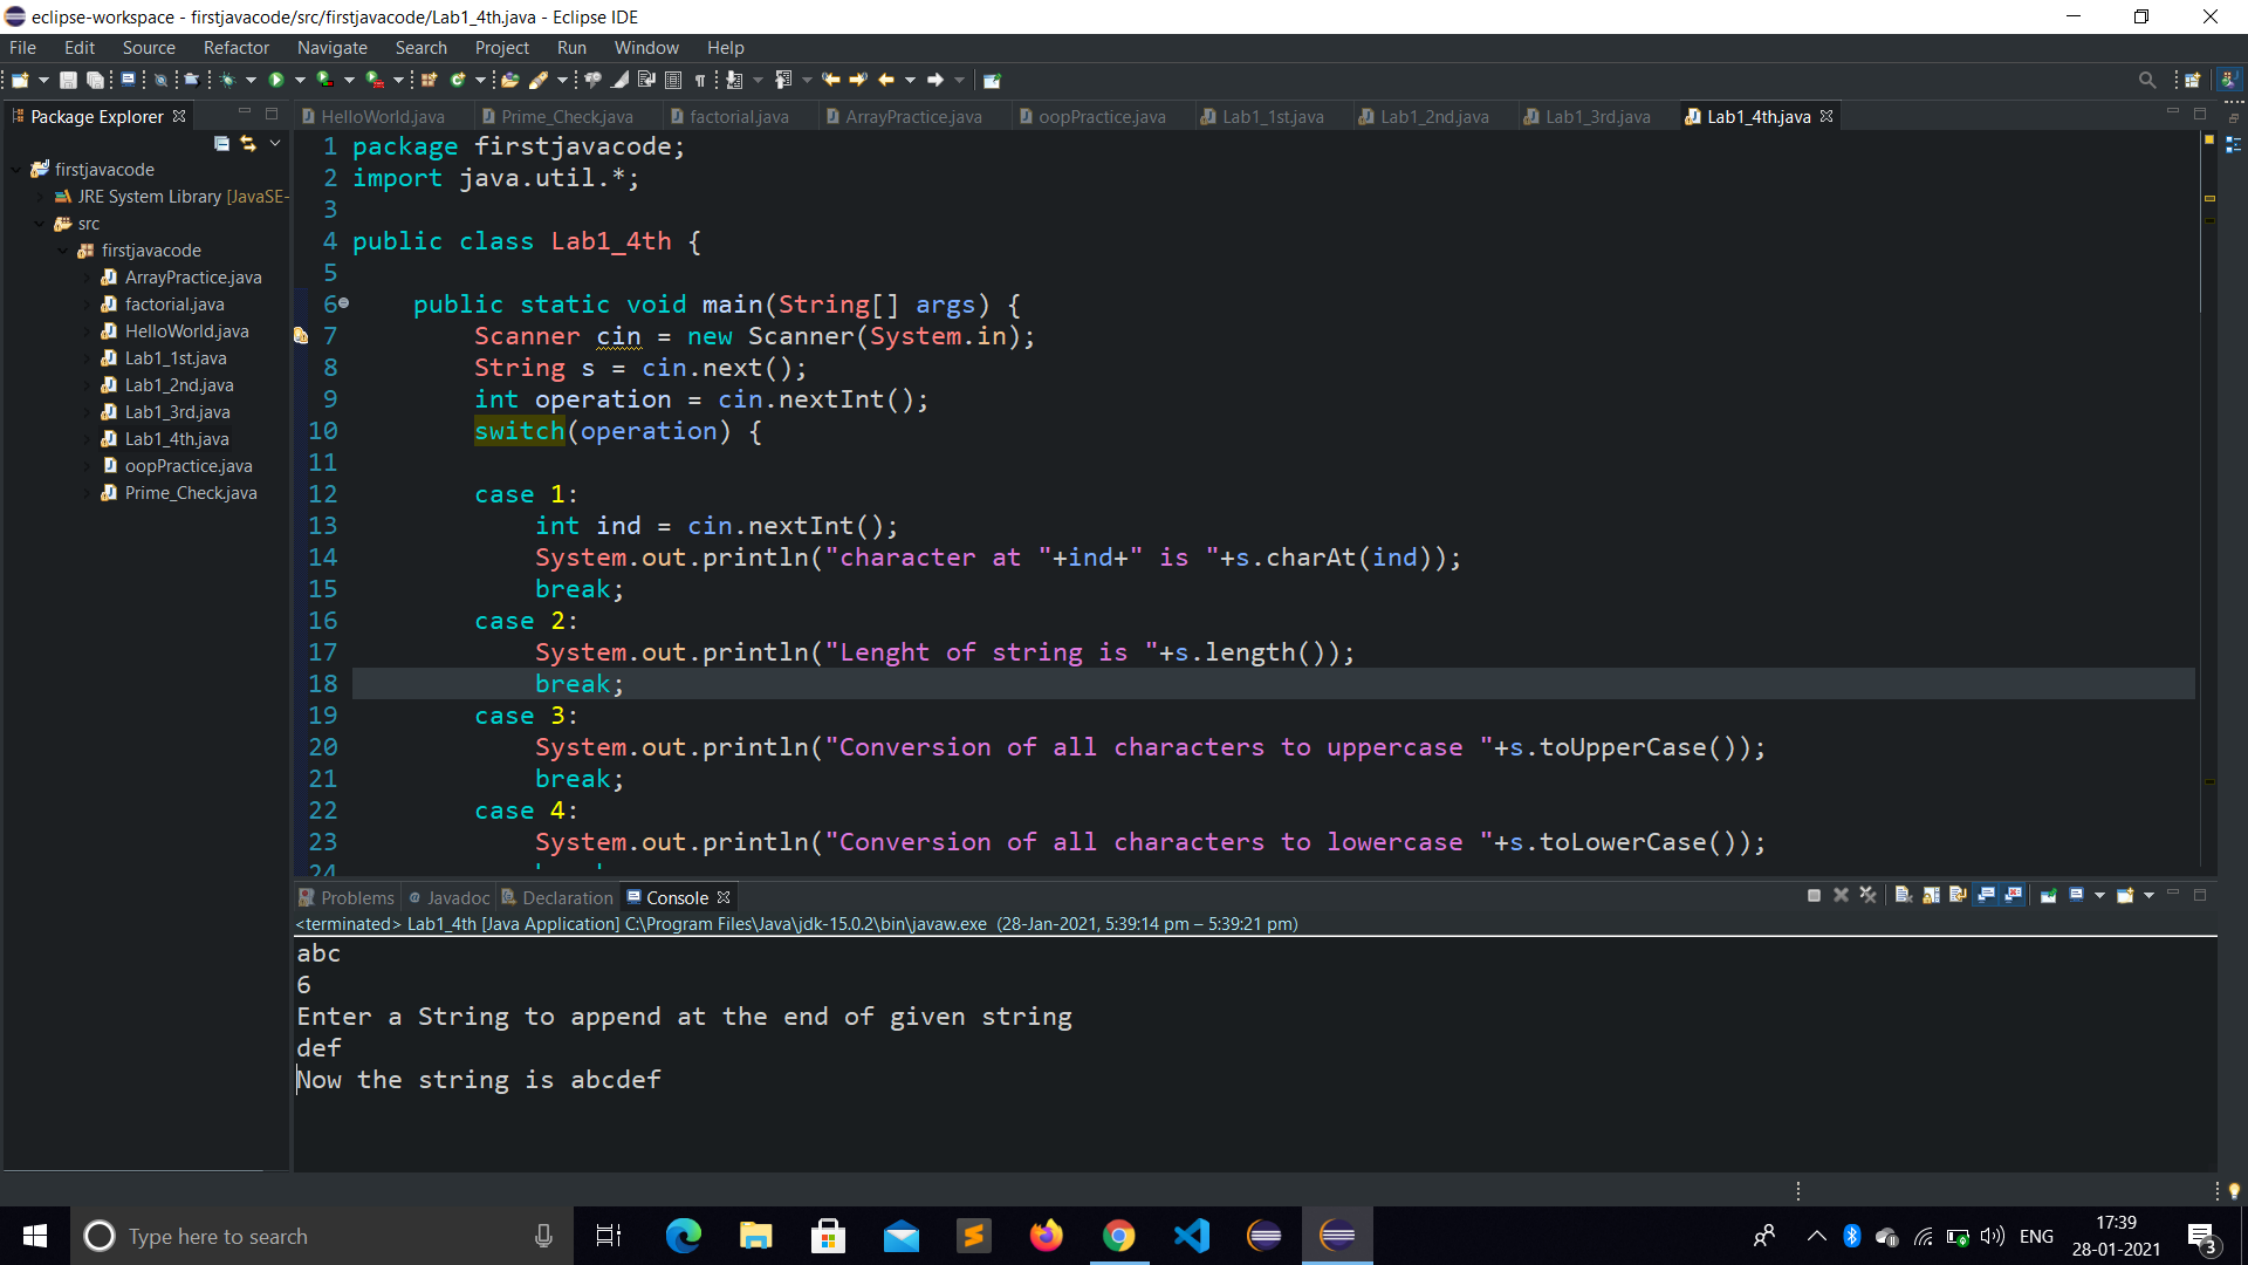 eclipse-workspace - firstjavacode/src/firstjavacode/Lab1_4th.java - Eclipse IDE
File Edit Source Refactor Navigate Search Project Run Window Help
Package Explorer
HelloWorld.java Prime_Check.java factorial.java ArrayPractice.java oopPractice.java Lab1_1st.java Lab1_2nd.java Lab1_3rd.java Lab1_4th.java
firstjavacode
JRE System Library [JavaSE-
src
firstjavacode
ArrayPractice.java
factorial.java
HelloWorld.java
Lab1_1st.java
Lab1_2nd.java
Lab1_3rd.java
Lab1_4th.java
oopPractice.java
Prime_Check.java
1 package firstjavacode;
2 import java.util.*;
3
4 public class Lab1_4th {
5
6 public static void main(String[] args) {
7 Scanner cin = new Scanner(System.in);
8 String s = cin.next();
9 int operation = cin.nextInt();
10 switch(operation) {
11
12 case 1:
13 int ind = cin.nextInt();
14 System.out.println("character at "+ind+" is "+s.charAt(ind));
15 break;
16 case 2:
17 System.out.println("Lenght of string is "+s.length());
18 break;
19 case 3:
20 System.out.println("Conversion of all characters to uppercase "+s.toUpperCase());
21 break;
22 case 4:
23 System.out.println("Conversion of all characters to lowercase "+s.toLowerCase());
24
Problems Javadoc Declaration Console
<terminated> Lab1_4th [Java Application] C:\Program Files\Java\jdk-15.0.2\bin\javaw.exe (28-Jan-2021, 5:39:14 pm – 5:39:21 pm)
abc
6
Enter a String to append at the end of given string
def
Now the string is abcdef
Type here to search
ENG
17:39
28-01-2021
3